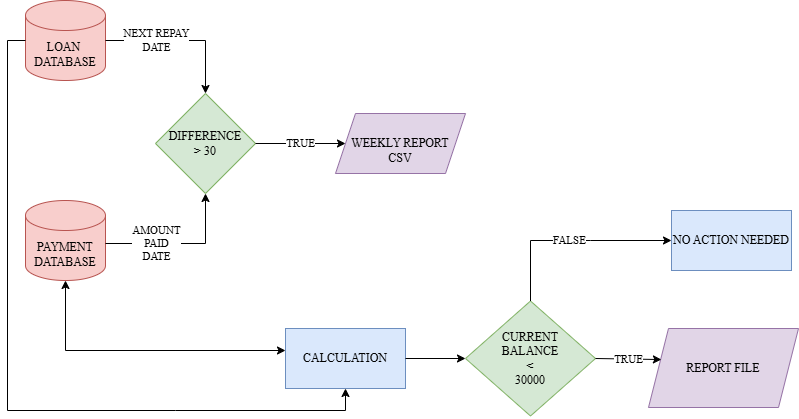 LOAN
DATABASE
NEXT REPAY
DATE
DIFFERENCE
> 30
TRUE
WEEKLY REPORT
CSV
PAYMENT
DATABASE
AMOUNT
PAID
DATE
FALSE
NO ACTION NEEDED
CALCULATION
CURRENT
BALANCE
<
30000
TRUE
REPORT FILE